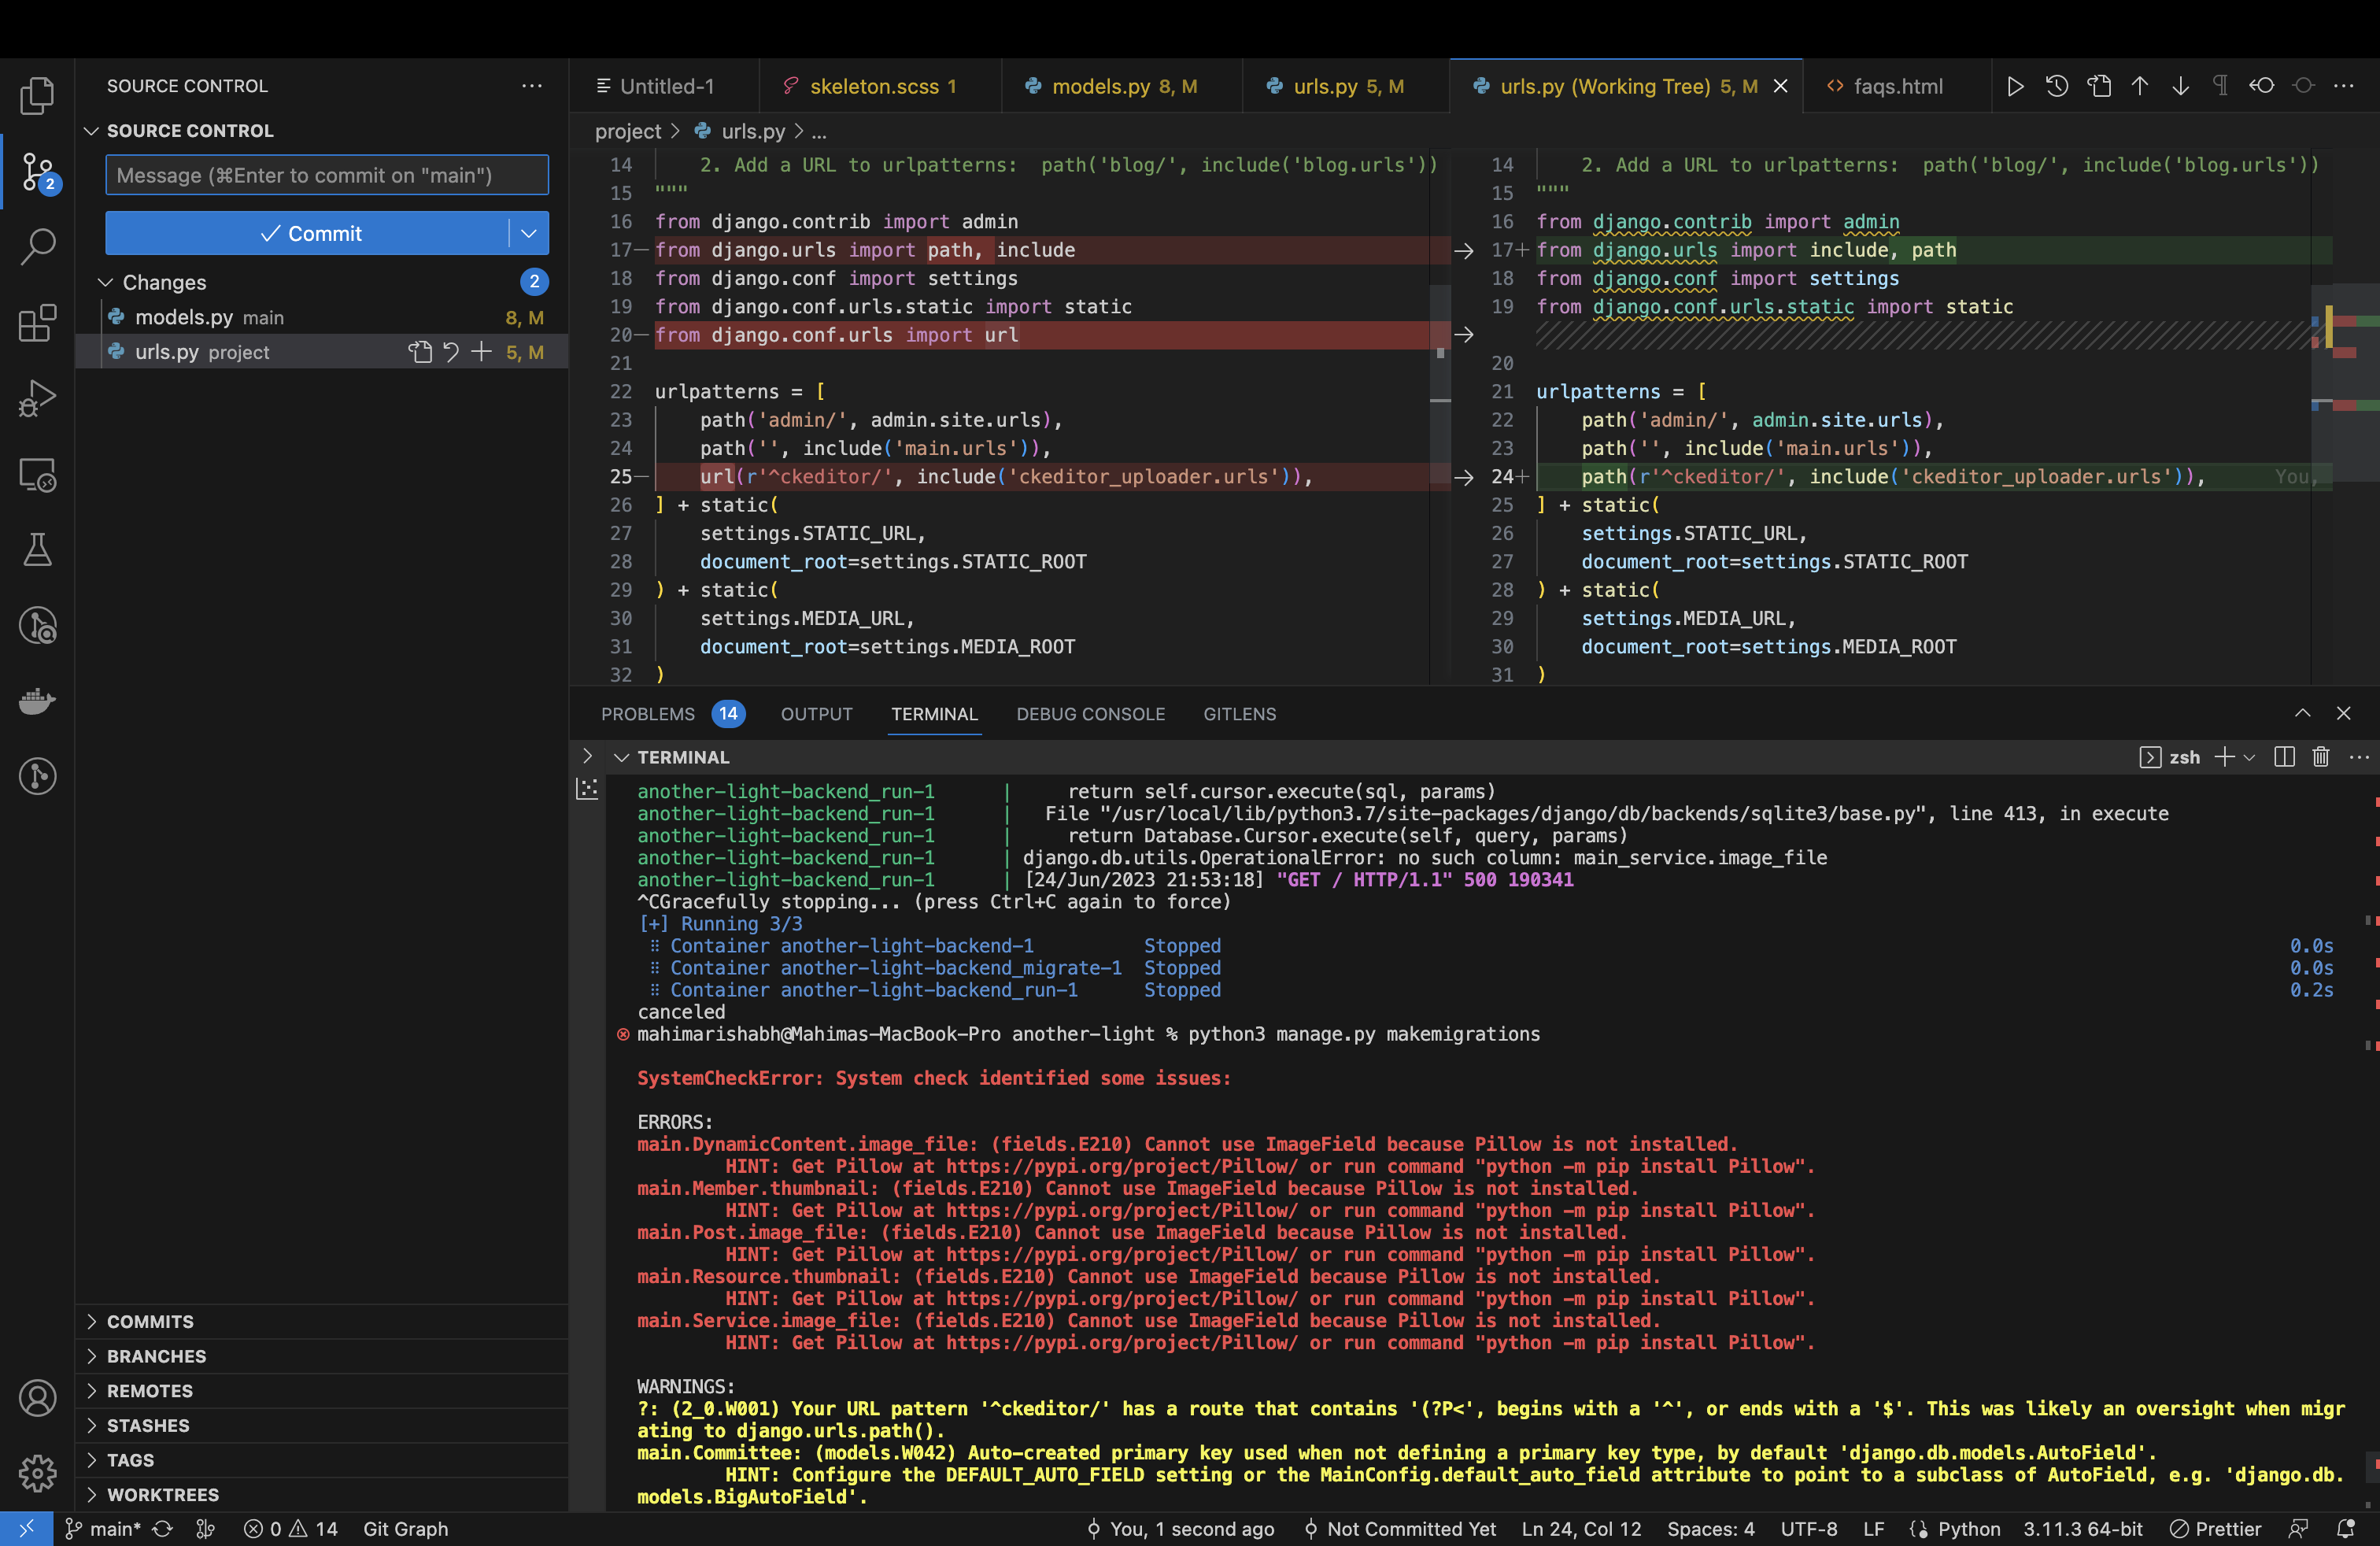 SOURCE CONTROL
SOURCE CONTROL
Message (⌘Enter to commit on "main")
Commit
Changes 2
models.py main 8, M
urls.py project 5, M
COMMITS
BRANCHES
REMOTES
STASHES
TAGS
WORKTREES
2
Untitled-1
skeleton.scss 1
models.py 8, M
urls.py 5, M
urls.py (Working Tree) 5, M
faqs.html
project > urls.py > ...
14 2. Add a URL to urlpatterns:  path('blog/', include('blog.urls'))
15 """
16 from django.contrib import admin
17— from django.urls import path, include
18 from django.conf import settings
19 from django.conf.urls.static import static
20— from django.conf.urls import url
21
22 urlpatterns = [
23     path('admin/', admin.site.urls),
24     path('', include('main.urls')),
25—     url(r'^ckeditor/', include('ckeditor_uploader.urls')),
26 ] + static(
27     settings.STATIC_URL,
28     document_root=settings.STATIC_ROOT
29 ) + static(
30     settings.MEDIA_URL,
31     document_root=settings.MEDIA_ROOT
32 )
14 2. Add a URL to urlpatterns:  path('blog/', include('blog.urls'))
15 """
16 from django.contrib import admin
17+ from django.urls import include, path
18 from django.conf import settings
19 from django.conf.urls.static import static
20
21 urlpatterns = [
22     path('admin/', admin.site.urls),
23     path('', include('main.urls')),
24+     path(r'^ckeditor/', include('ckeditor_uploader.urls')), You,
25 ] + static(
26     settings.STATIC_URL,
27     document_root=settings.STATIC_ROOT
28 ) + static(
29     settings.MEDIA_URL,
30     document_root=settings.MEDIA_ROOT
31 )
PROBLEMS 14 OUTPUT TERMINAL DEBUG CONSOLE GITLENS
TERMINAL zsh
another-light-backend_run-1 |     return self.cursor.execute(sql, params)
another-light-backend_run-1 |   File "/usr/local/lib/python3.7/site-packages/django/db/backends/sqlite3/base.py", line 413, in execute
another-light-backend_run-1 |     return Database.Cursor.execute(self, query, params)
another-light-backend_run-1 | django.db.utils.OperationalError: no such column: main_service.image_file
another-light-backend_run-1 | [24/Jun/2023 21:53:18] "GET / HTTP/1.1" 500 190341
^CGracefully stopping... (press Ctrl+C again to force)
[+] Running 3/3
⠿ Container another-light-backend-1 Stopped 0.0s
⠿ Container another-light-backend_migrate-1 Stopped 0.0s
⠿ Container another-light-backend_run-1 Stopped 0.2s
canceled
mahimarishabh@Mahimas-MacBook-Pro another-light % python3 manage.py makemigrations
SystemCheckError: System check identified some issues:
ERRORS:
main.DynamicContent.image_file: (fields.E210) Cannot use ImageField because Pillow is not installed.
HINT: Get Pillow at https://pypi.org/project/Pillow/ or run command "python -m pip install Pillow".
main.Member.thumbnail: (fields.E210) Cannot use ImageField because Pillow is not installed.
HINT: Get Pillow at https://pypi.org/project/Pillow/ or run command "python -m pip install Pillow".
main.Post.image_file: (fields.E210) Cannot use ImageField because Pillow is not installed.
HINT: Get Pillow at https://pypi.org/project/Pillow/ or run command "python -m pip install Pillow".
main.Resource.thumbnail: (fields.E210) Cannot use ImageField because Pillow is not installed.
HINT: Get Pillow at https://pypi.org/project/Pillow/ or run command "python -m pip install Pillow".
main.Service.image_file: (fields.E210) Cannot use ImageField because Pillow is not installed.
HINT: Get Pillow at https://pypi.org/project/Pillow/ or run command "python -m pip install Pillow".
WARNINGS:
?: (2_0.W001) Your URL pattern '^ckeditor/' has a route that contains '(?P<', begins with a '^', or ends with a '$'. This was likely an oversight when migr
ating to django.urls.path().
main.Committee: (models.W042) Auto-created primary key used when not defining a primary key type, by default 'django.db.models.AutoField'.
HINT: Configure the DEFAULT_AUTO_FIELD setting or the MainConfig.default_auto_field attribute to point to a subclass of AutoField, e.g. 'django.db.
models.BigAutoField'.
main* 0 14 Git Graph You, 1 second ago Not Committed Yet Ln 24, Col 12 Spaces: 4 UTF-8 LF Python 3.11.3 64-bit Prettier